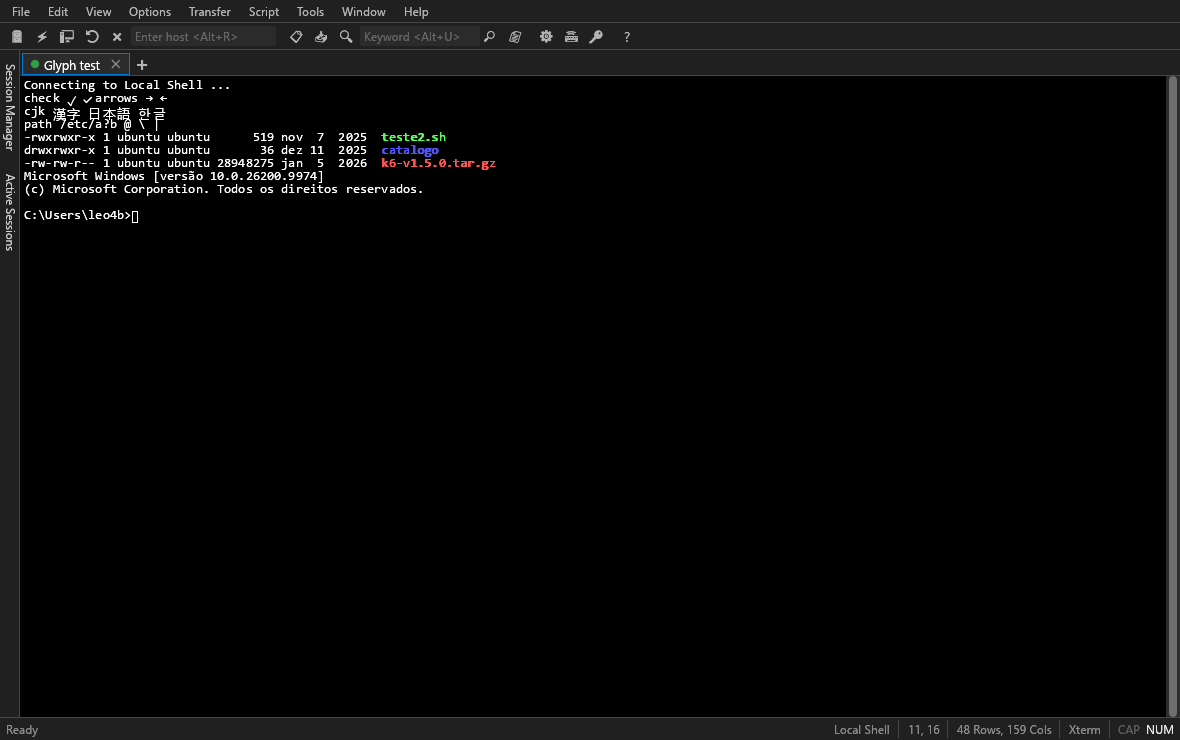 File Edit View Options Transfer Script Tools Window Help
Enter host <Alt+R> Keyword <Alt+U> ?
Session Manager
Active Sessions
Glyph test
Connecting to Local Shell ...
check ✓ ✓ arrows → ←
cjk 漢字 日本語 한글
path /etc/a?b @ \ |
-rwxrwxr-x 1 ubuntu ubuntu      519 nov  7  2025  teste2.sh
drwxrwxr-x 1 ubuntu ubuntu       36 dez 11  2025  catalogo
-rw-rw-r-- 1 ubuntu ubuntu 28948275 jan  5  2026  k6-v1.5.0.tar.gz
Microsoft Windows [versão 10.0.26200.9974]
(c) Microsoft Corporation. Todos os direitos reservados.
C:\Users\leo4b>
Ready Local Shell 11, 16 48 Rows, 159 Cols Xterm CAP NUM